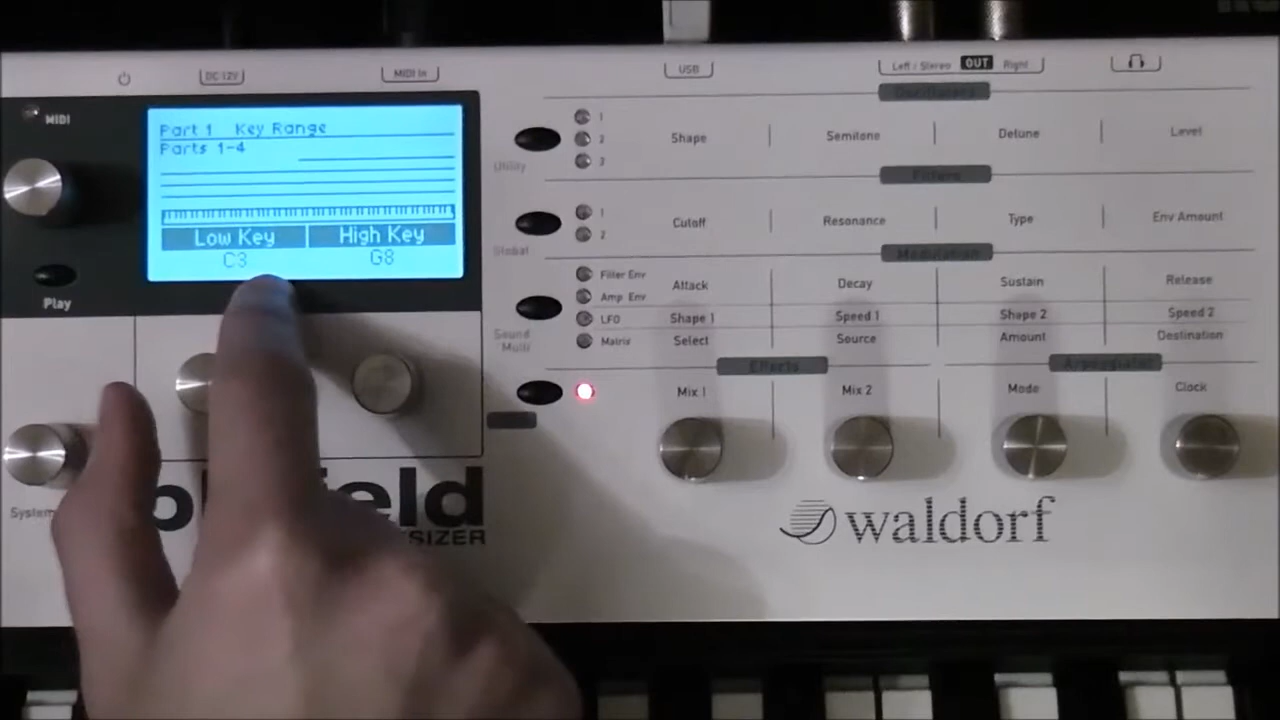 DC 12V
MIDI In
USB
Left / Stereo OUT Right
MIDI
Play
System
Part 1 Key Range
Parts 1-4
Low Key High Key
C3 G8
Utility
Global
Sound
Multi
Oscillators
1
2
3
Shape Semitone Detune Level
Filters
1
2
Cutoff Resonance Type Env Amount
Modulation
Filter Env
Amp Env
LFO
Matrix
Attack Decay Sustain Release
Shape 1 Speed 1 Shape 2 Speed 2
Select Source Amount Destination
Effects Arpeggiator
Mix 1 Mix 2 Mode Clock
waldorf